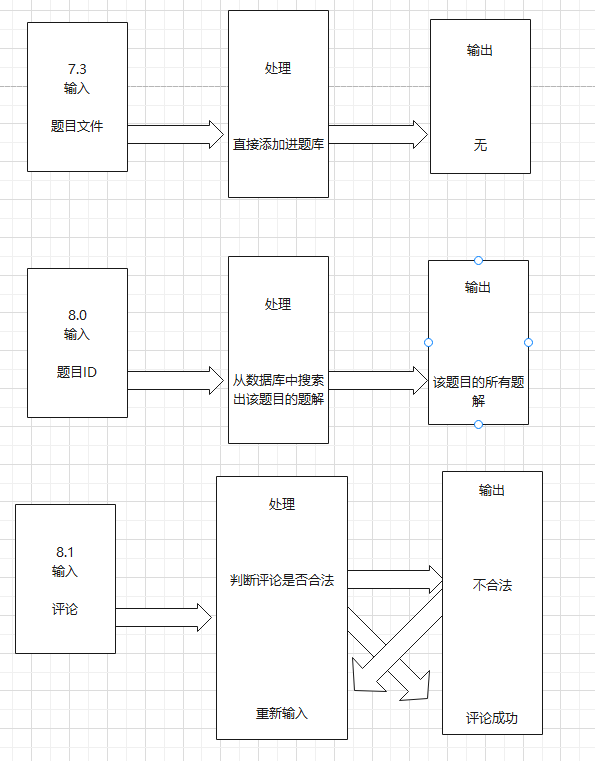 7.3
输入
题目文件
处理
直接添加进题库
输出
无
8.0
输入
题目ID
处理
从数据库中搜索
出该题目的题解
输出
该题目的所有题
解
8.1
输入
评论
处理
判断评论是否合法
重新输入
输出
不合法
评论成功